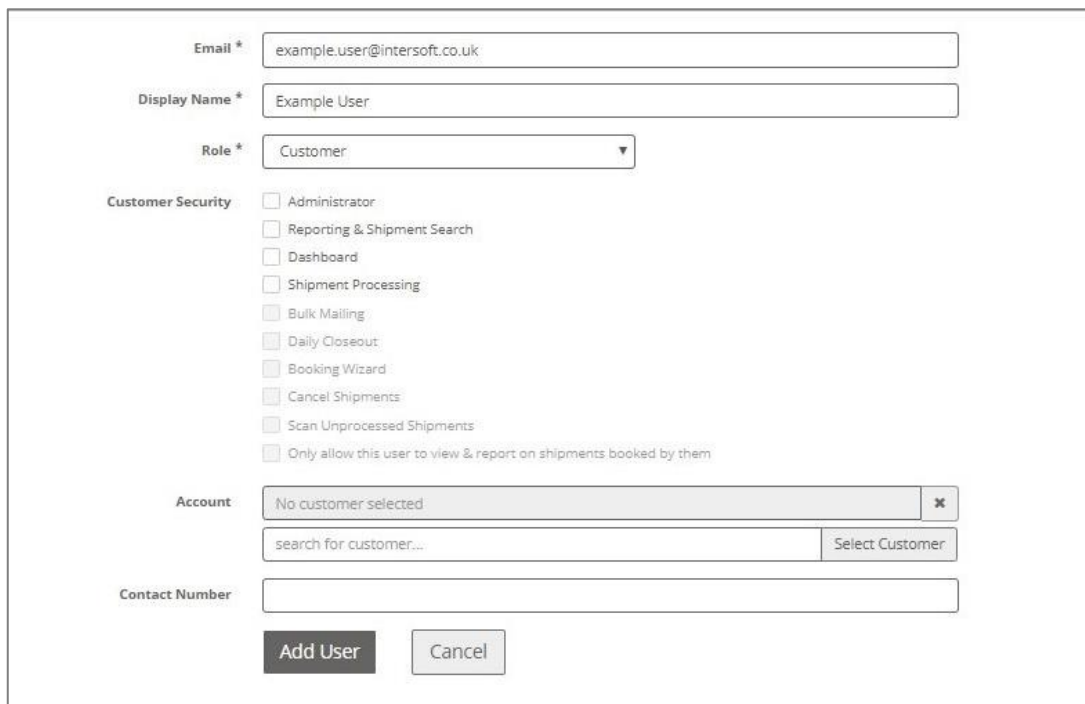 Email * example.user@intersoft.co.uk
Display Name * Example User
Role * Customer
Customer Security Administrator
Reporting & Shipment Search
Dashboard
Shipment Processing
Bulk Mailing
Daily Closeout
Booking Wizard
Cancel Shipments
Scan Unprocessed Shipments
Only allow this user to view & report on shipments booked by them
Account No customer selected
search for customer... Select Customer
Contact Number
Add User Cancel